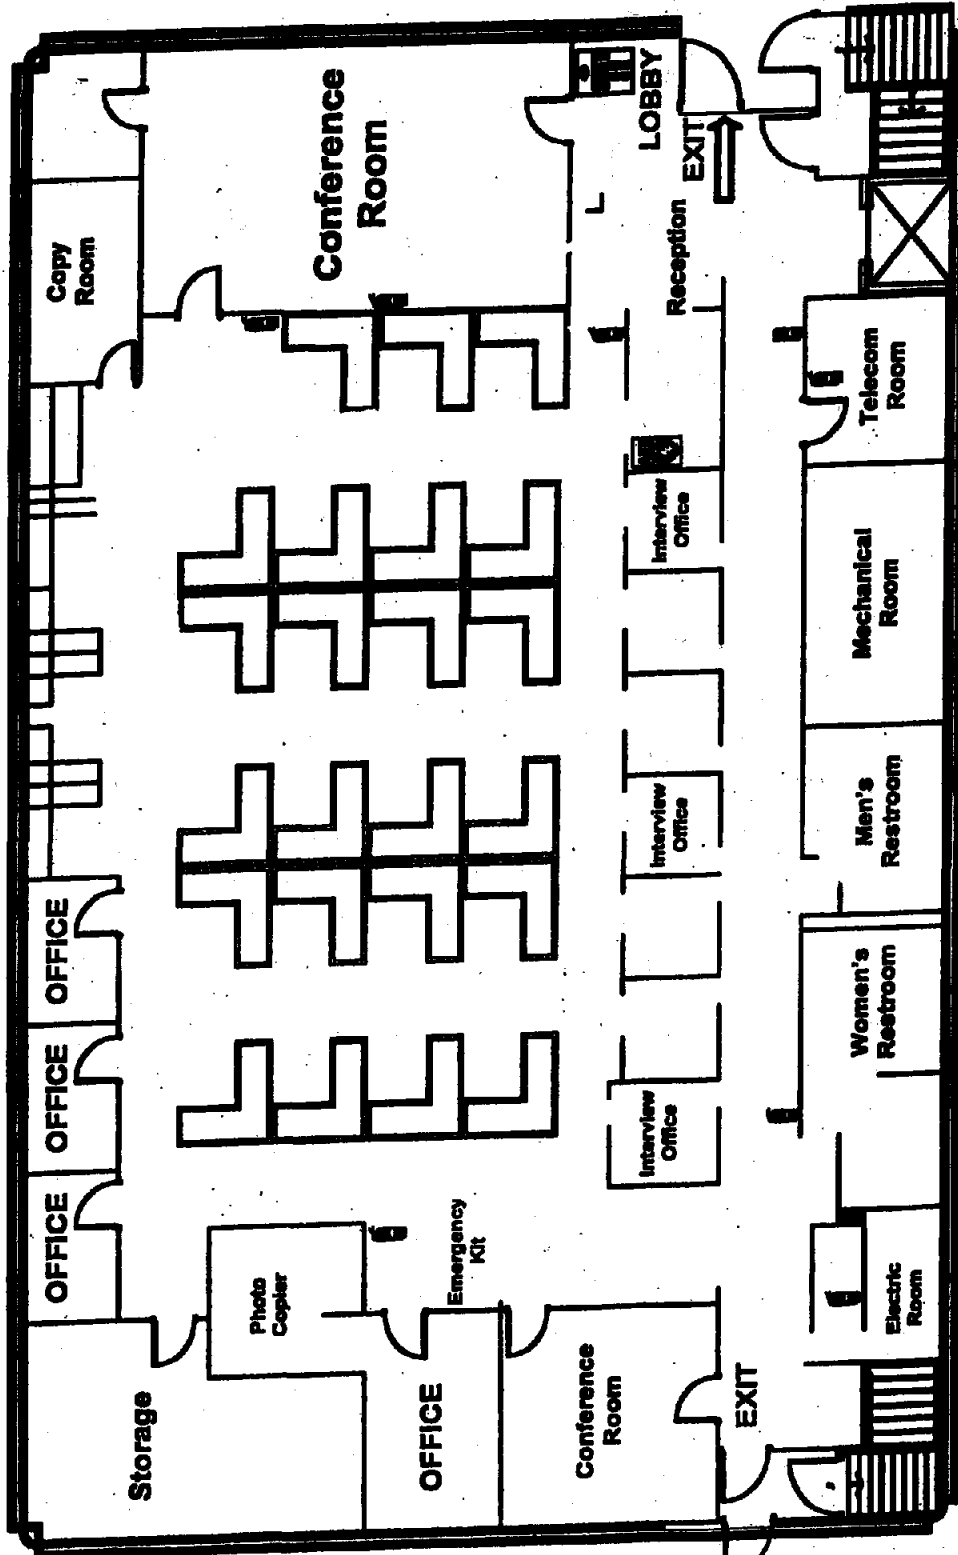 Copy
Room
Conference
Room
LOBBY
EXIT
Reception
Telecom
Room
Interview
Office
Mechanical
Room
Interview
Office
Men's
Restroom
OFFICE
OFFICE
OFFICE
Women's
Restroom
Interview
Office
Emergency
Kit
Photo
Copier
Electric
Room
Storage
OFFICE
Conference
Room
EXIT